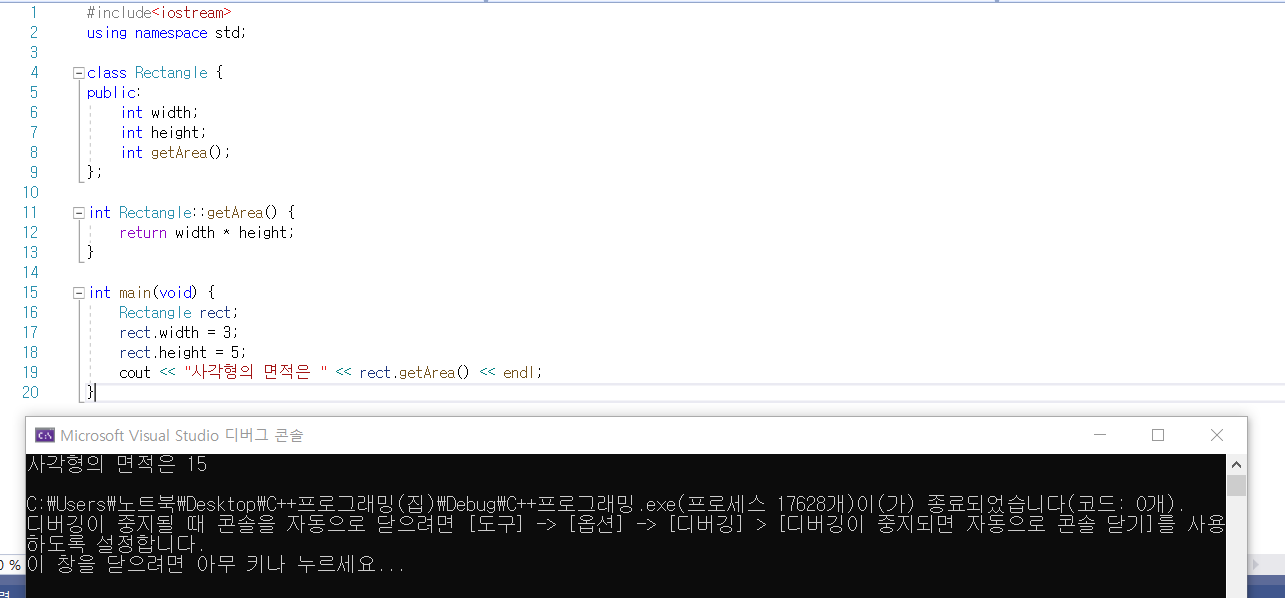 1 #include<iostream>
2 using namespace std;
3
4 class Rectangle {
5 public:
6 int width;
7 int height;
8 int getArea();
9 };
10
11 int Rectangle::getArea() {
12 return width * height;
13 }
14
15 int main(void) {
16 Rectangle rect;
17 rect.width = 3;
18 rect.height = 5;
19 cout << "사각형의 면적은 " << rect.getArea() << endl;
20 }
Microsoft Visual Studio 디버그 콘솔
사각형의 면적은 15
C:₩Users₩노트북₩Desktop₩C++프로그래밍(집)₩Debug₩C++프로그래밍.exe(프로세스 17628개)이(가) 종료되었습니다(코드: 0개).
디버깅이 중지될 때 콘솔을 자동으로 닫으려면 [도구] -> [옵션] -> [디버깅] > [디버깅이 중지되면 자동으로 콘솔 닫기]를 사용
하도록 설정합니다.
이 창을 닫으려면 아무 키나 누르세요...
0 %